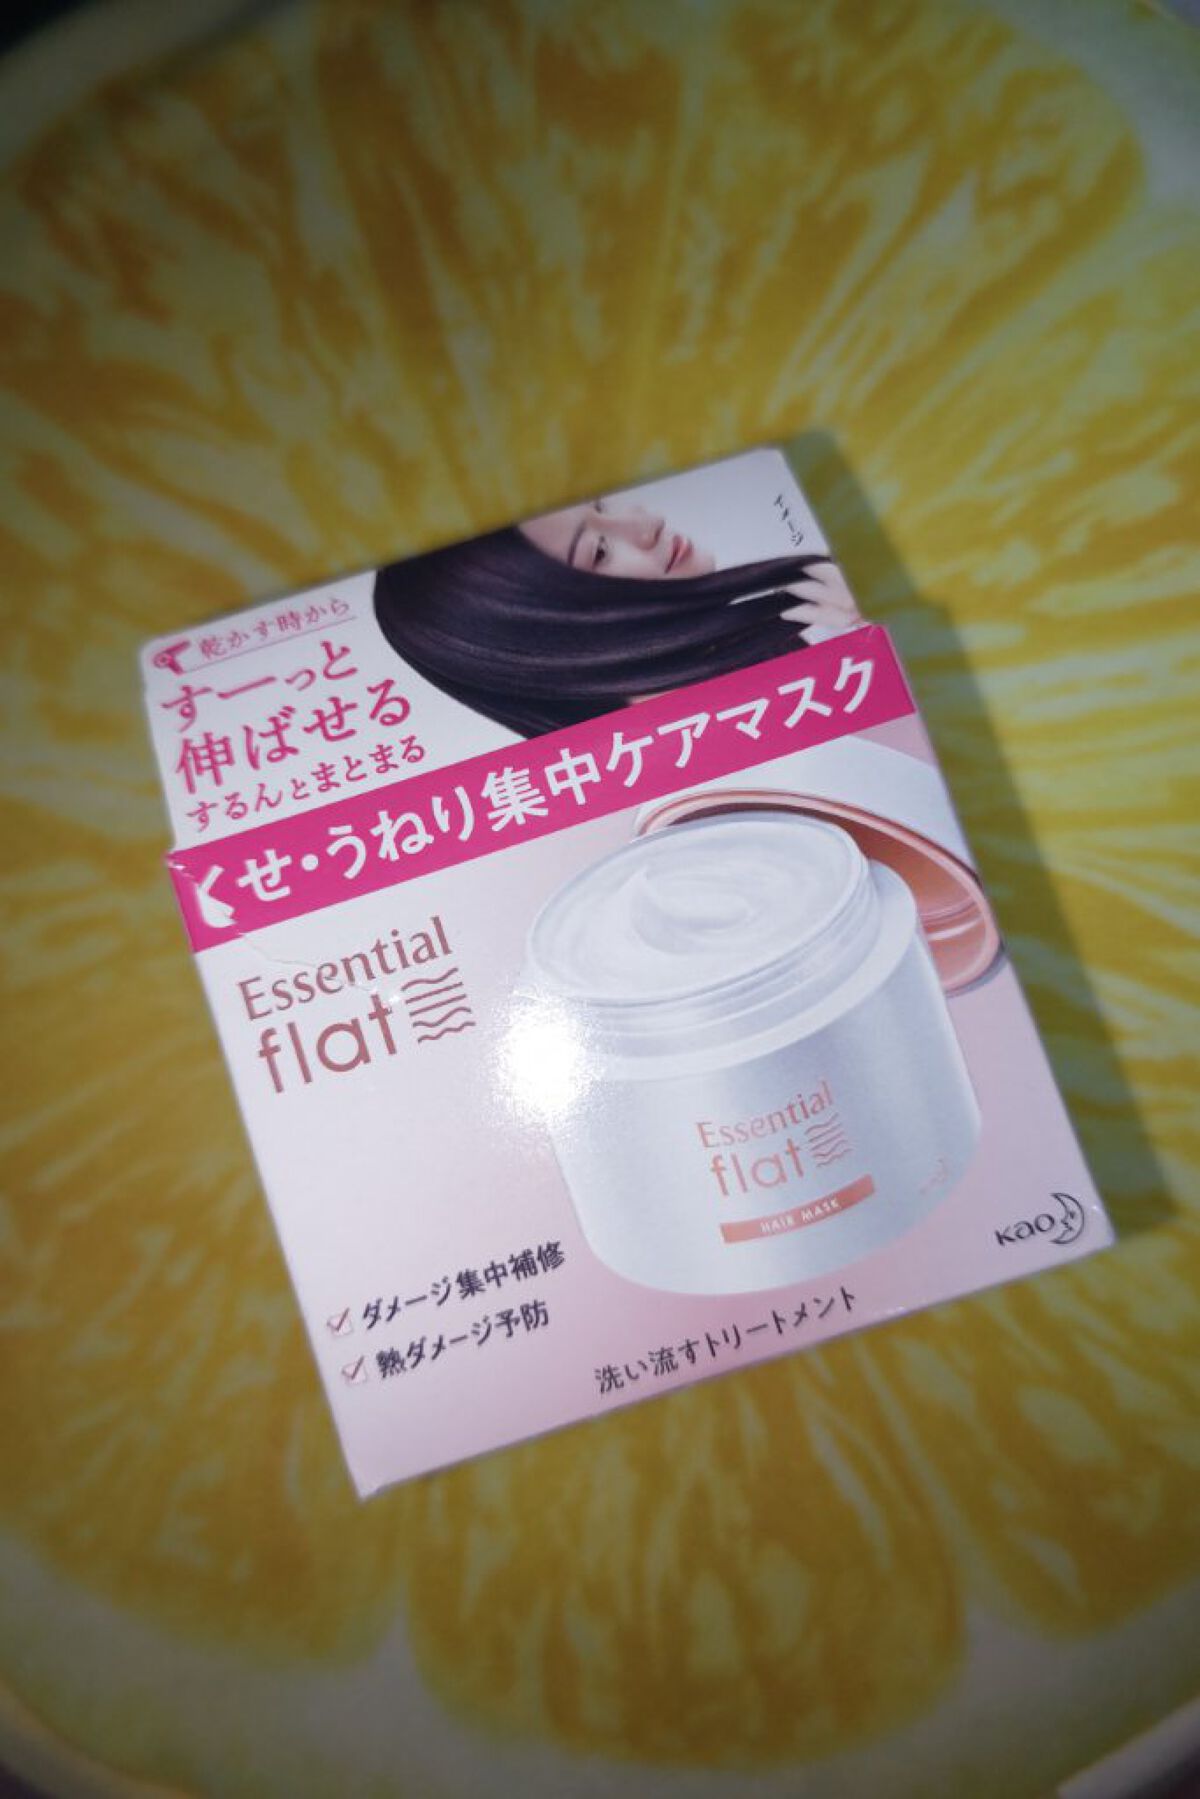 イメージ
乾かす時から
すーっと
伸ばせる
するんとまとまる
くせ・うねり集中ケアマスク
Essential
flat
Essential
flat
HAIR MASK
Kao
ダメージ集中補修
熱ダメージ予防
洗い流すトリートメント